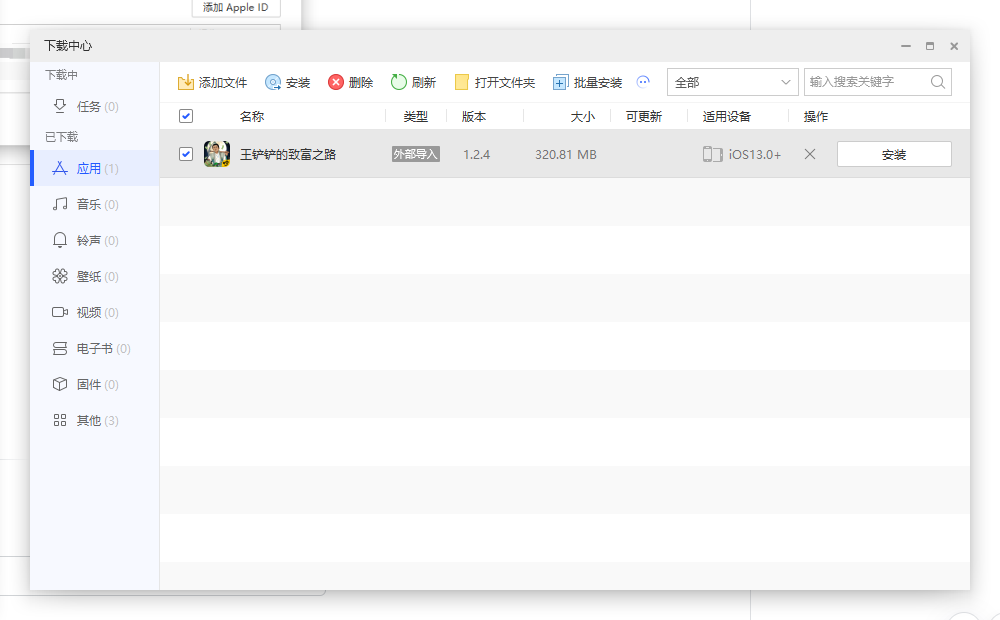 添加 Apple ID
下载中心
下载中
任务 (0)
已下载
应用 (1)
音乐 (0)
铃声 (0)
壁纸 (0)
视频 (0)
电子书 (0)
固件 (0)
其他 (3)
添加文件 安装 删除 刷新 打开文件夹 批量安装 全部 输入搜索关键字
名称 类型 版本 大小 可更新 适用设备 操作
王铲铲的致富之路 外部导入 1.2.4 320.81 MB iOS13.0+ 安装